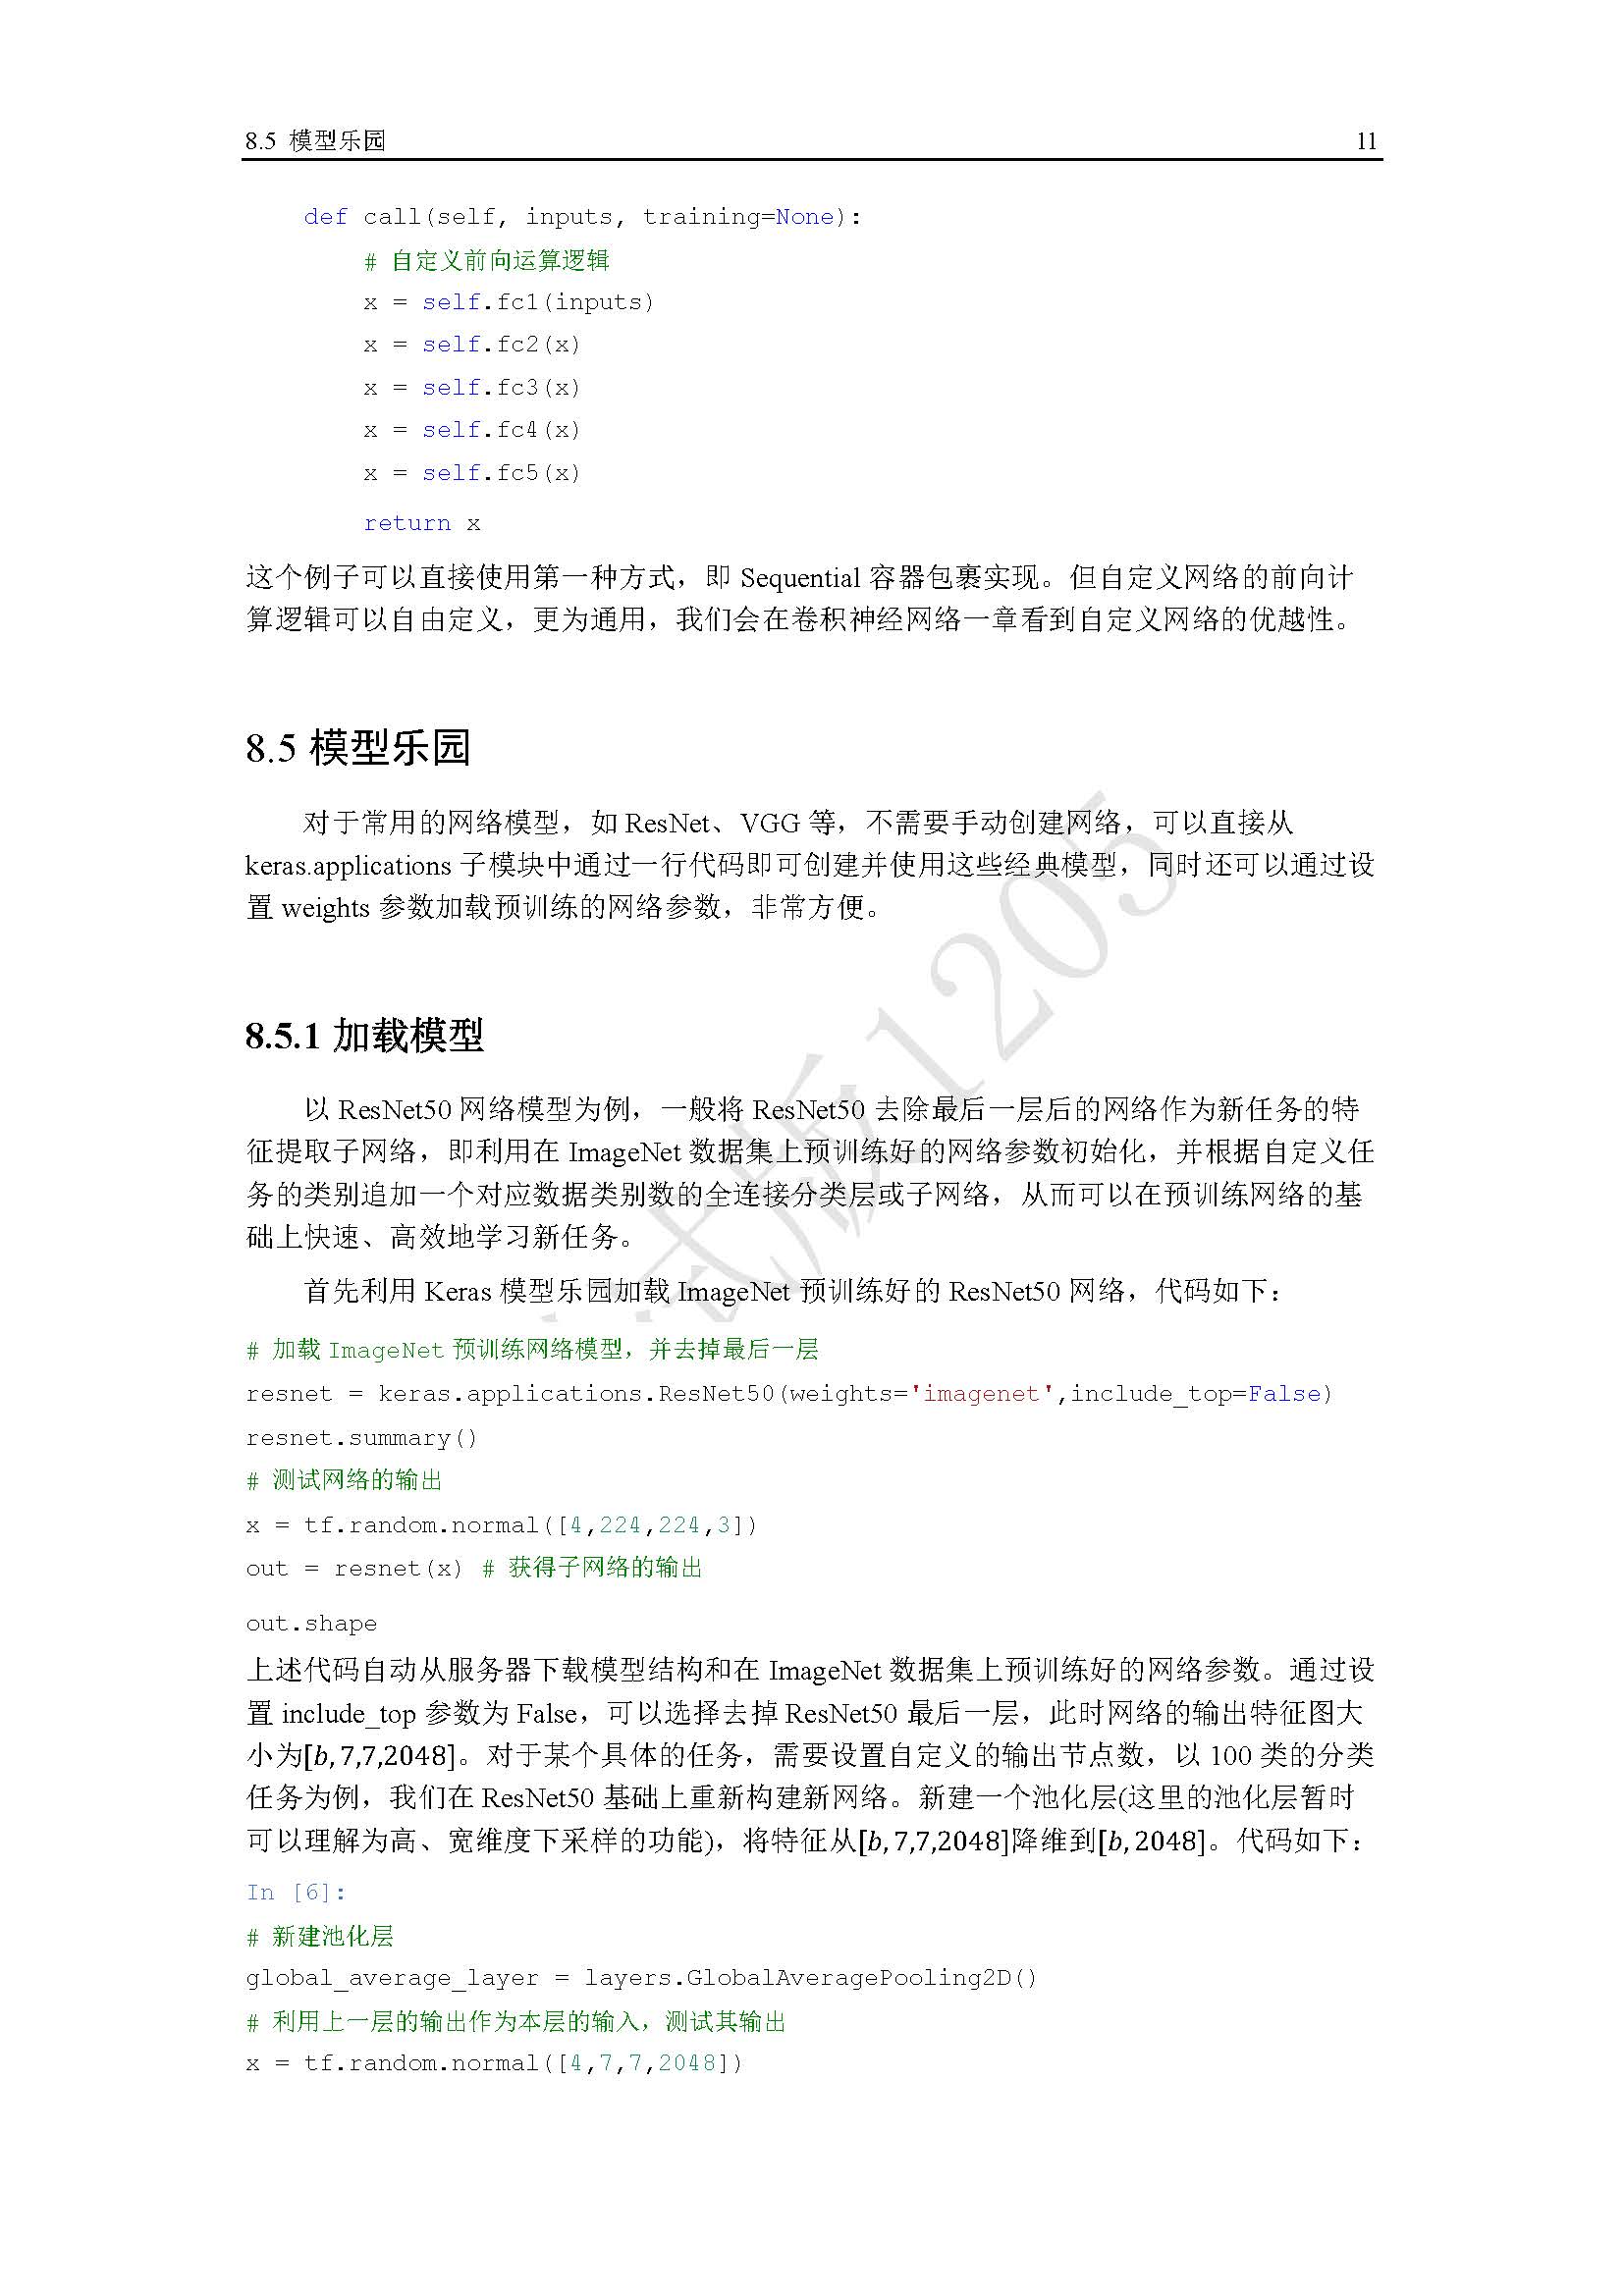 8.5 模型乐园 11
def call(self, inputs, training=None):
# 自定义前向运算逻辑
x = self.fc1(inputs)
x = self.fc2(x)
x = self.fc3(x)
x = self.fc4(x)
x = self.fc5(x)
return x
这个例子可以直接使用第一种方式，即 Sequential 容器包裹实现。但自定义网络的前向计
算逻辑可以自由定义，更为通用，我们会在卷积神经网络一章看到自定义网络的优越性。
8.5 模型乐园
对于常用的网络模型，如 ResNet、VGG 等，不需要手动创建网络，可以直接从
keras.applications 子模块中通过一行代码即可创建并使用这些经典模型，同时还可以通过设
置 weights 参数加载预训练的网络参数，非常方便。
8.5.1 加载模型
以 ResNet50 网络模型为例，一般将 ResNet50 去除最后一层后的网络作为新任务的特
征提取子网络，即利用在 ImageNet 数据集上预训练好的网络参数初始化，并根据自定义任
务的类别追加一个对应数据类别数的全连接分类层或子网络，从而可以在预训练网络的基
础上快速、高效地学习新任务。
首先利用 Keras 模型乐园加载 ImageNet 预训练好的 ResNet50 网络，代码如下：
# 加载 ImageNet 预训练网络模型，并去掉最后一层
resnet = keras.applications.ResNet50(weights='imagenet',include_top=False)
resnet.summary()
# 测试网络的输出
x = tf.random.normal([4,224,224,3])
out = resnet(x) # 获得子网络的输出
out.shape
上述代码自动从服务器下载模型结构和在 ImageNet 数据集上预训练好的网络参数。通过设
置 include_top 参数为 False，可以选择去掉 ResNet50 最后一层，此时网络的输出特征图大
小为[b, 7,7,2048]。对于某个具体的任务，需要设置自定义的输出节点数，以 100 类的分类
任务为例，我们在 ResNet50 基础上重新构建新网络。新建一个池化层(这里的池化层暂时
可以理解为高、宽维度下采样的功能)，将特征从[b, 7,7,2048]降维到[b, 2048]。代码如下：
In [6]:
# 新建池化层
global_average_layer = layers.GlobalAveragePooling2D()
# 利用上一层的输出作为本层的输入，测试其输出
x = tf.random.normal([4,7,7,2048])
试版1205